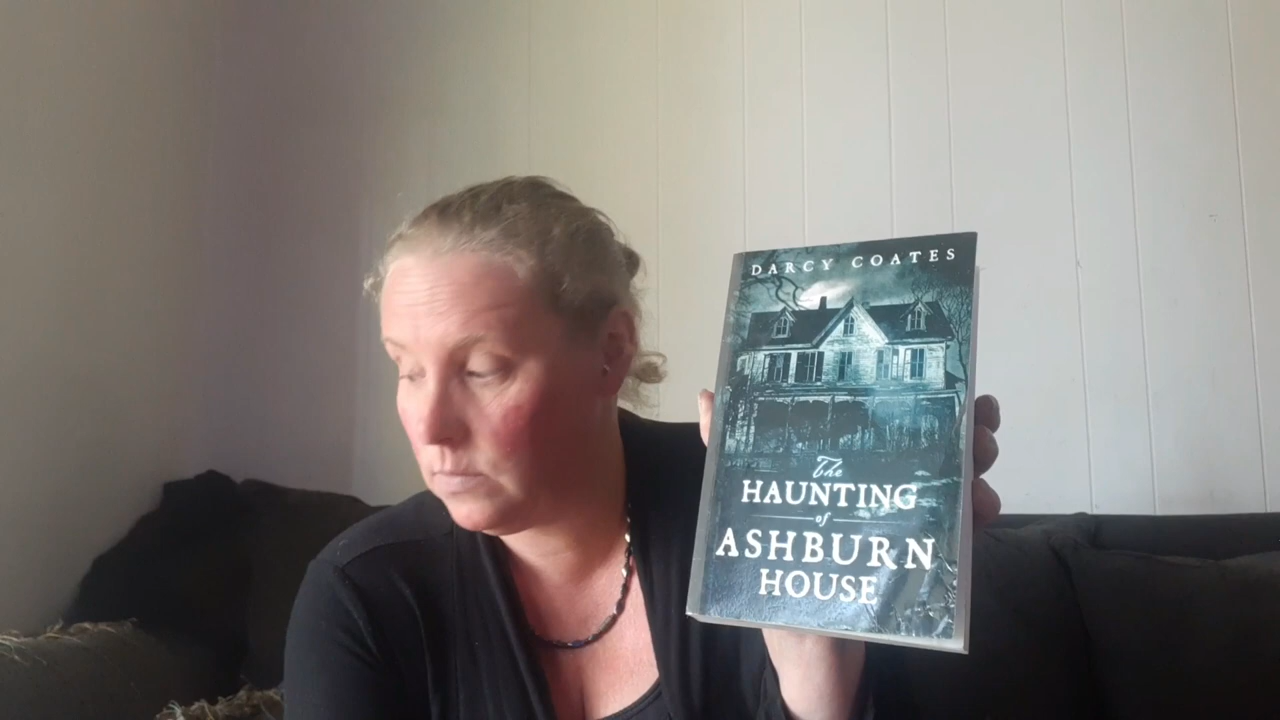 DARCY COATES
The
HAUNTING
of
ASHBURN
HOUSE